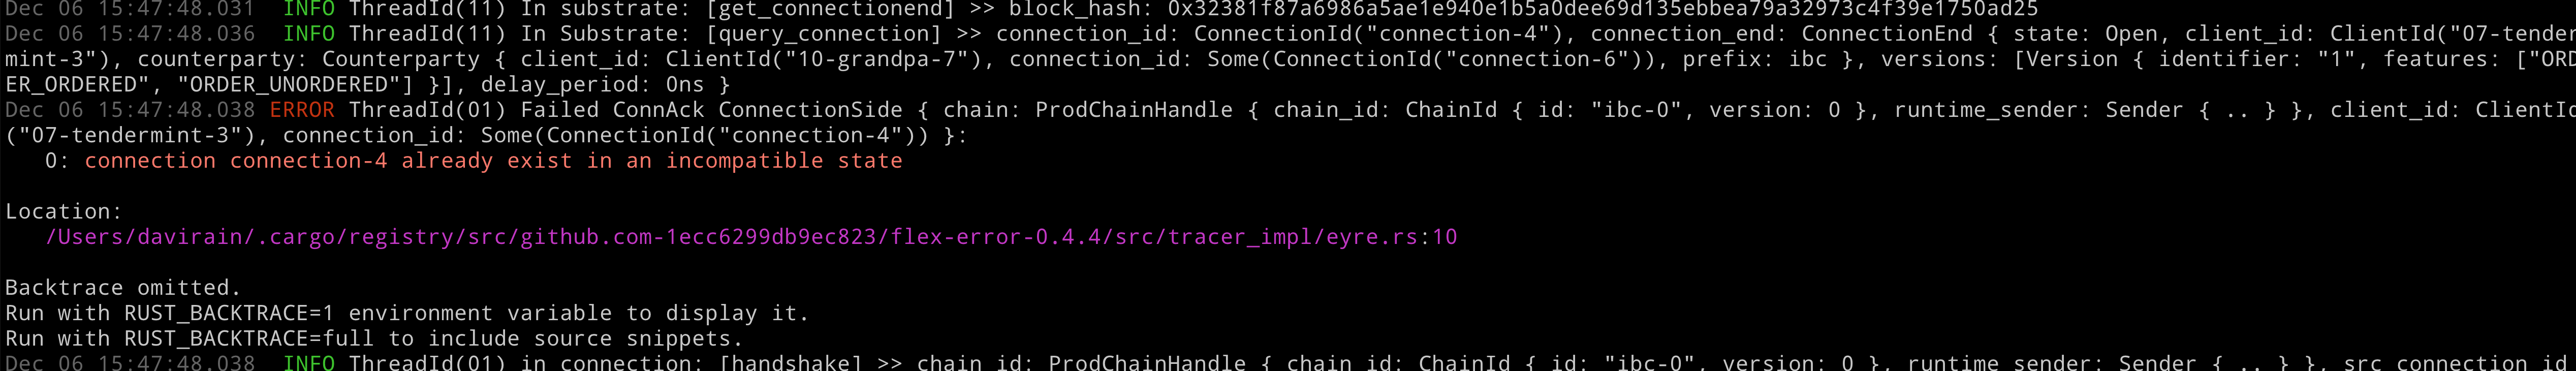 Dec 06 15:47:48.031  INFO ThreadId(11) In substrate: [get_connectionend] >> block_hash: 0x32381f87a6986a5ae1e940e1b5a0dee69d135ebbea79a32973c4f39e1750ad25
Dec 06 15:47:48.036  INFO ThreadId(11) In Substrate: [query_connection] >> connection_id: ConnectionId("connection-4"), connection_end: ConnectionEnd { state: Open, client_id: ClientId("07-tender
mint-3"), counterparty: Counterparty { client_id: ClientId("10-grandpa-7"), connection_id: Some(ConnectionId("connection-6")), prefix: ibc }, versions: [Version { identifier: "1", features: ["ORD
ER_ORDERED", "ORDER_UNORDERED"] }], delay_period: 0ns }
Dec 06 15:47:48.038 ERROR ThreadId(01) Failed ConnAck ConnectionSide { chain: ProdChainHandle { chain_id: ChainId { id: "ibc-0", version: 0 }, runtime_sender: Sender { .. } }, client_id: ClientId
("07-tendermint-3"), connection_id: Some(ConnectionId("connection-4")) }:
   0: connection connection-4 already exist in an incompatible state
Location:
   /Users/davirain/.cargo/registry/src/github.com-1ecc6299db9ec823/flex-error-0.4.4/src/tracer_impl/eyre.rs:10
Backtrace omitted.
Run with RUST_BACKTRACE=1 environment variable to display it.
Run with RUST_BACKTRACE=full to include source snippets.
Dec 06 15:47:48.038  INFO ThreadId(01) in connection: [handshake] >> chain_id: ProdChainHandle { chain_id: ChainId { id: "ibc-0", version: 0 }, runtime_sender: Sender { .. } }, src_connection_id